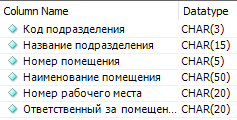 Column Name Datatype
Код подразделения CHAR(3)
Название подразделения CHAR(15)
Номер помещения CHAR(5)
Наименование помещения CHAR(50)
Номер рабочего места CHAR(20)
Ответственный за помещен... CHAR(20)